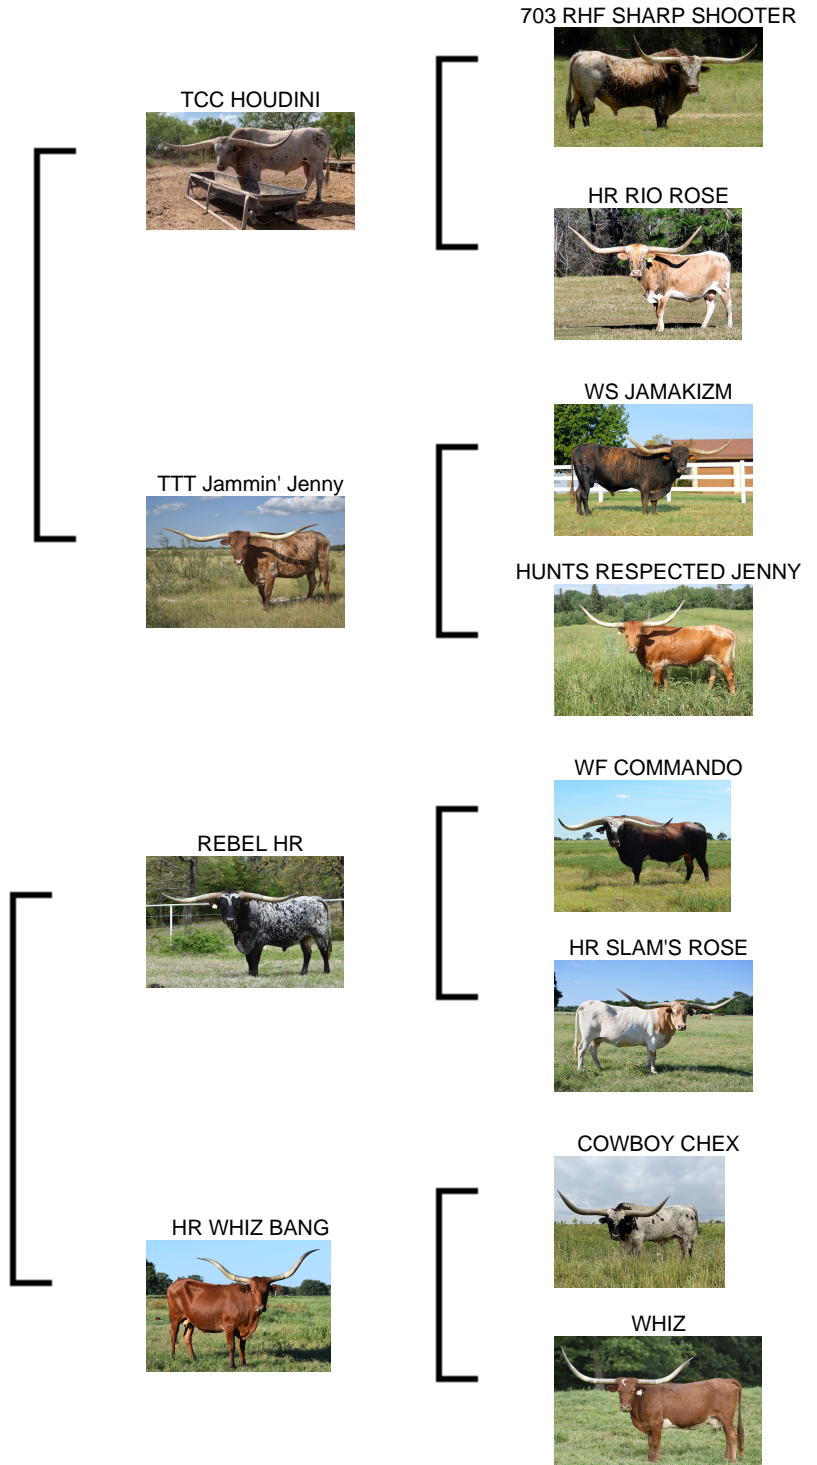 703 RHF SHARP SHOOTER
TCC HOUDINI
HR RIO ROSE
WS JAMAKIZM
TTT Jammin' Jenny
HUNTS RESPECTED JENNY
WF COMMANDO
REBEL HR
HR SLAM'S ROSE
COWBOY CHEX
HR WHIZ BANG
WHIZ